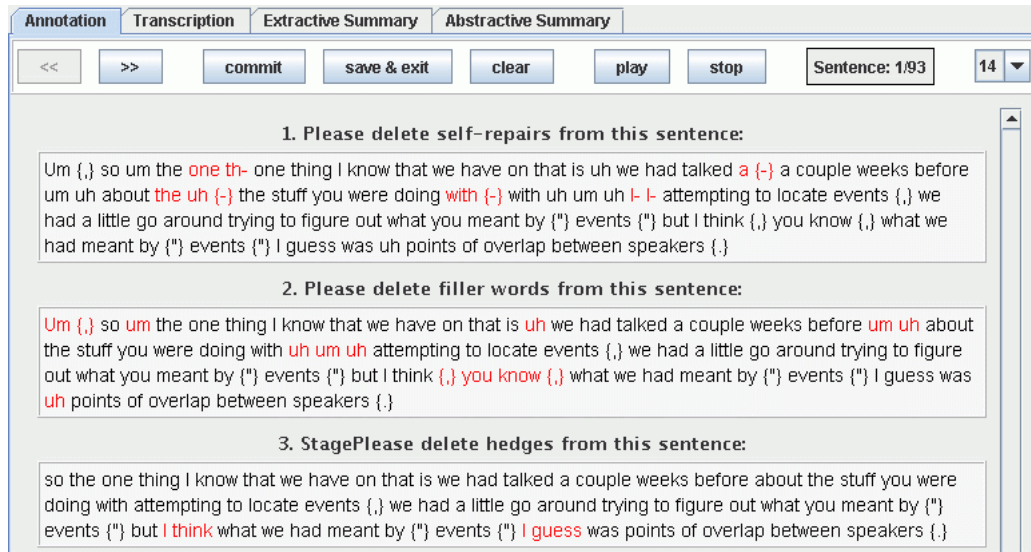 Annotation Transcription Extractive Summary Abstractive Summary
<< >> commit save & exit clear play stop Sentence: 1/93 14
1. Please delete self-repairs from this sentence:
Um {,} so um the one th- one thing I know that we have on that is uh we had talked a {-} a couple weeks before
um uh about the uh {-} the stuff you were doing with {-} with uh um uh l- l- attempting to locate events {,} we
had a little go around trying to figure out what you meant by {"} events {"} but I think {,} you know {,} what we
had meant by {"} events {"} I guess was uh points of overlap between speakers {.}
2. Please delete filler words from this sentence:
Um {,} so um the one thing I know that we have on that is uh we had talked a couple weeks before um uh about
the stuff you were doing with uh um uh attempting to locate events {,} we had a little go around trying to figure
out what you meant by {"} events {"} but I think {,} you know {,} what we had meant by {"} events {"} I guess was
uh points of overlap between speakers {.}
3. StagePlease delete hedges from this sentence:
so the one thing I know that we have on that is we had talked a couple weeks before about the stuff you were
doing with attempting to locate events {,} we had a little go around trying to figure out what you meant by {"}
events {"} but I think what we had meant by {"} events {"} I guess was points of overlap between speakers {.}